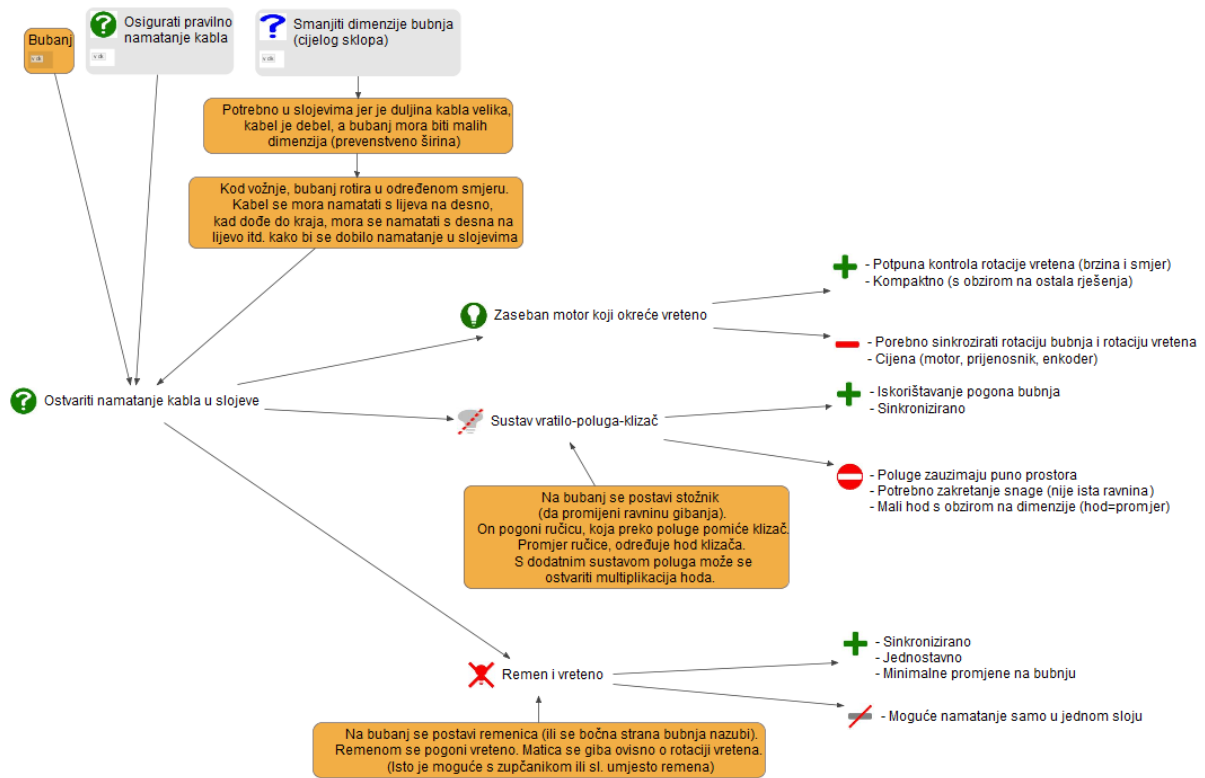 Bubanj
Osigurati pravilno
namatanje kabla
Smanjiti dimenzije bubnja
(cijelog sklopa)
Potrebno u slojevima jer je duljina kabla velika,
kabel je debel, a bubanj mora biti malih
dimenzija (prevenstveno širina)
Kod vožnje, bubanj rotira u određenom smjeru.
Kabel se mora namatati s lijeva na desno,
kad dođe do kraja, mora se namatati s desna na
lijevo itd. kako bi se dobilo namatanje u slojevima
Ostvariti namatanje kabla u slojeve
Zaseban motor koji okreće vreteno
- Potpuna kontrola rotacije vretena (brzina i smjer)
- Kompaktno (s obzirom na ostala rješenja)
- Porebno sinkrozirati rotaciju bubnja i rotaciju vretena
- Cijena (motor, prijenosnik, enkoder)
Sustav vratilo-poluga-klizač
- Iskorištavanje pogona bubnja
- Sinkronizirano
- Poluge zauzimaju puno prostora
- Potrebno zakretanje snage (nije ista ravnina)
- Mali hod s obzirom na dimenzije (hod=promjer)
Na bubanj se postavi stožnik
(da promijeni ravninu gibanja).
On pogoni ručicu, koja preko poluge pomiće klizač.
Promjer ručice, određuje hod klizača.
S dodatnim sustavom poluga može se
ostvariti multiplikacija hoda.
Remen i vreteno
- Sinkronizirano
- Jednostavno
- Minimalne promjene na bubnju
- Moguće namatanje samo u jednom sloju
Na bubanj se postavi remenica (ili se bočna strana bubnja nazubi).
Remenom se pogoni vreteno. Matica se giba ovisno o rotaciji vretena.
(Isto je moguće s zupčanikom ili sl. umjesto remena)